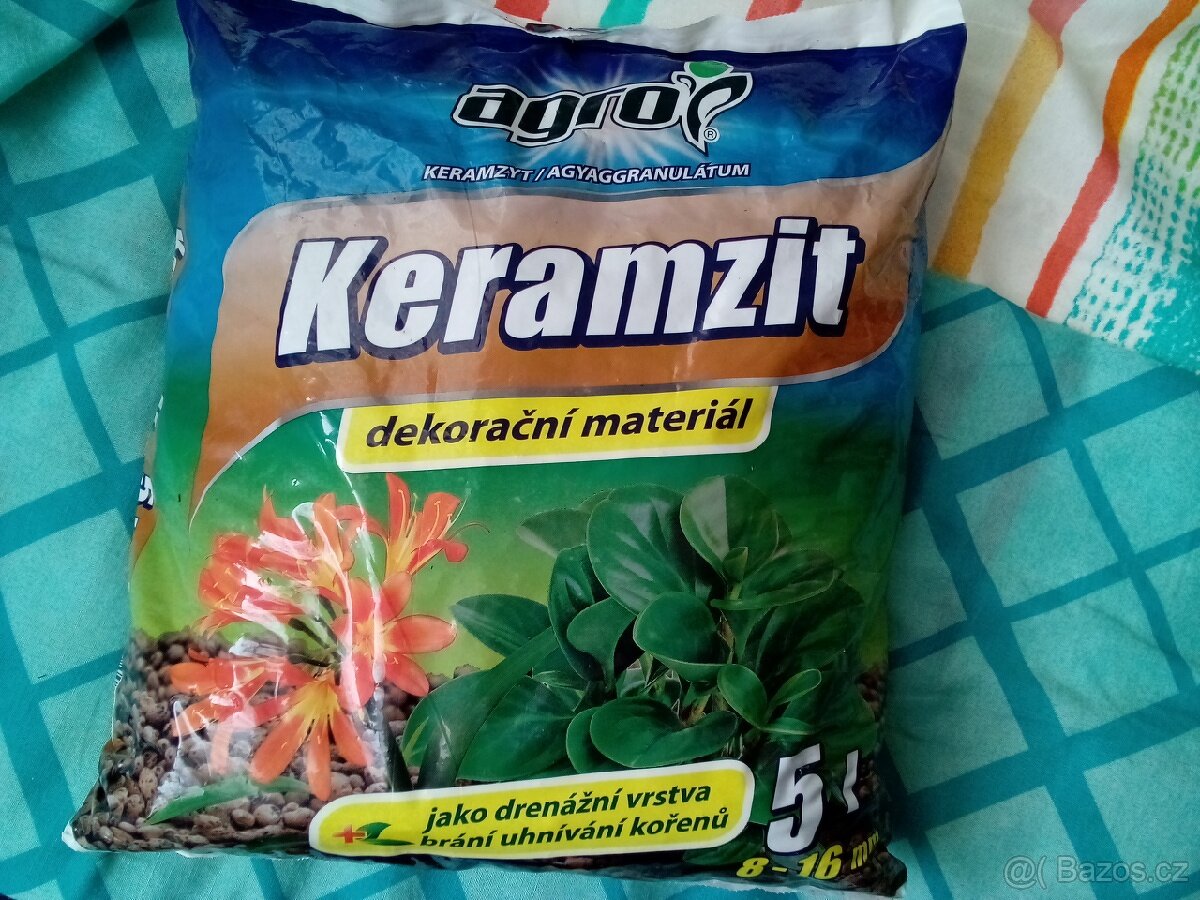 agro
®
KERAMZYT / AGYAGGRANULÁTUM
Keramzit
dekorační materiál
jako drenážní vrstva
brání uhnívání kořenů
5 l
8 - 16 mm
@( Bazos.cz